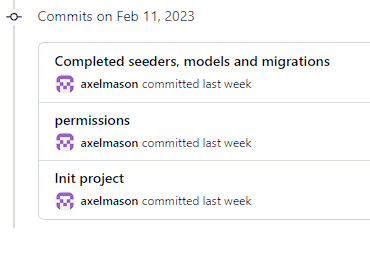 Commits on Feb 11, 2023
Completed seeders, models and migrations
axelmason committed last week
permissions
axelmason committed last week
Init project
axelmason committed last week